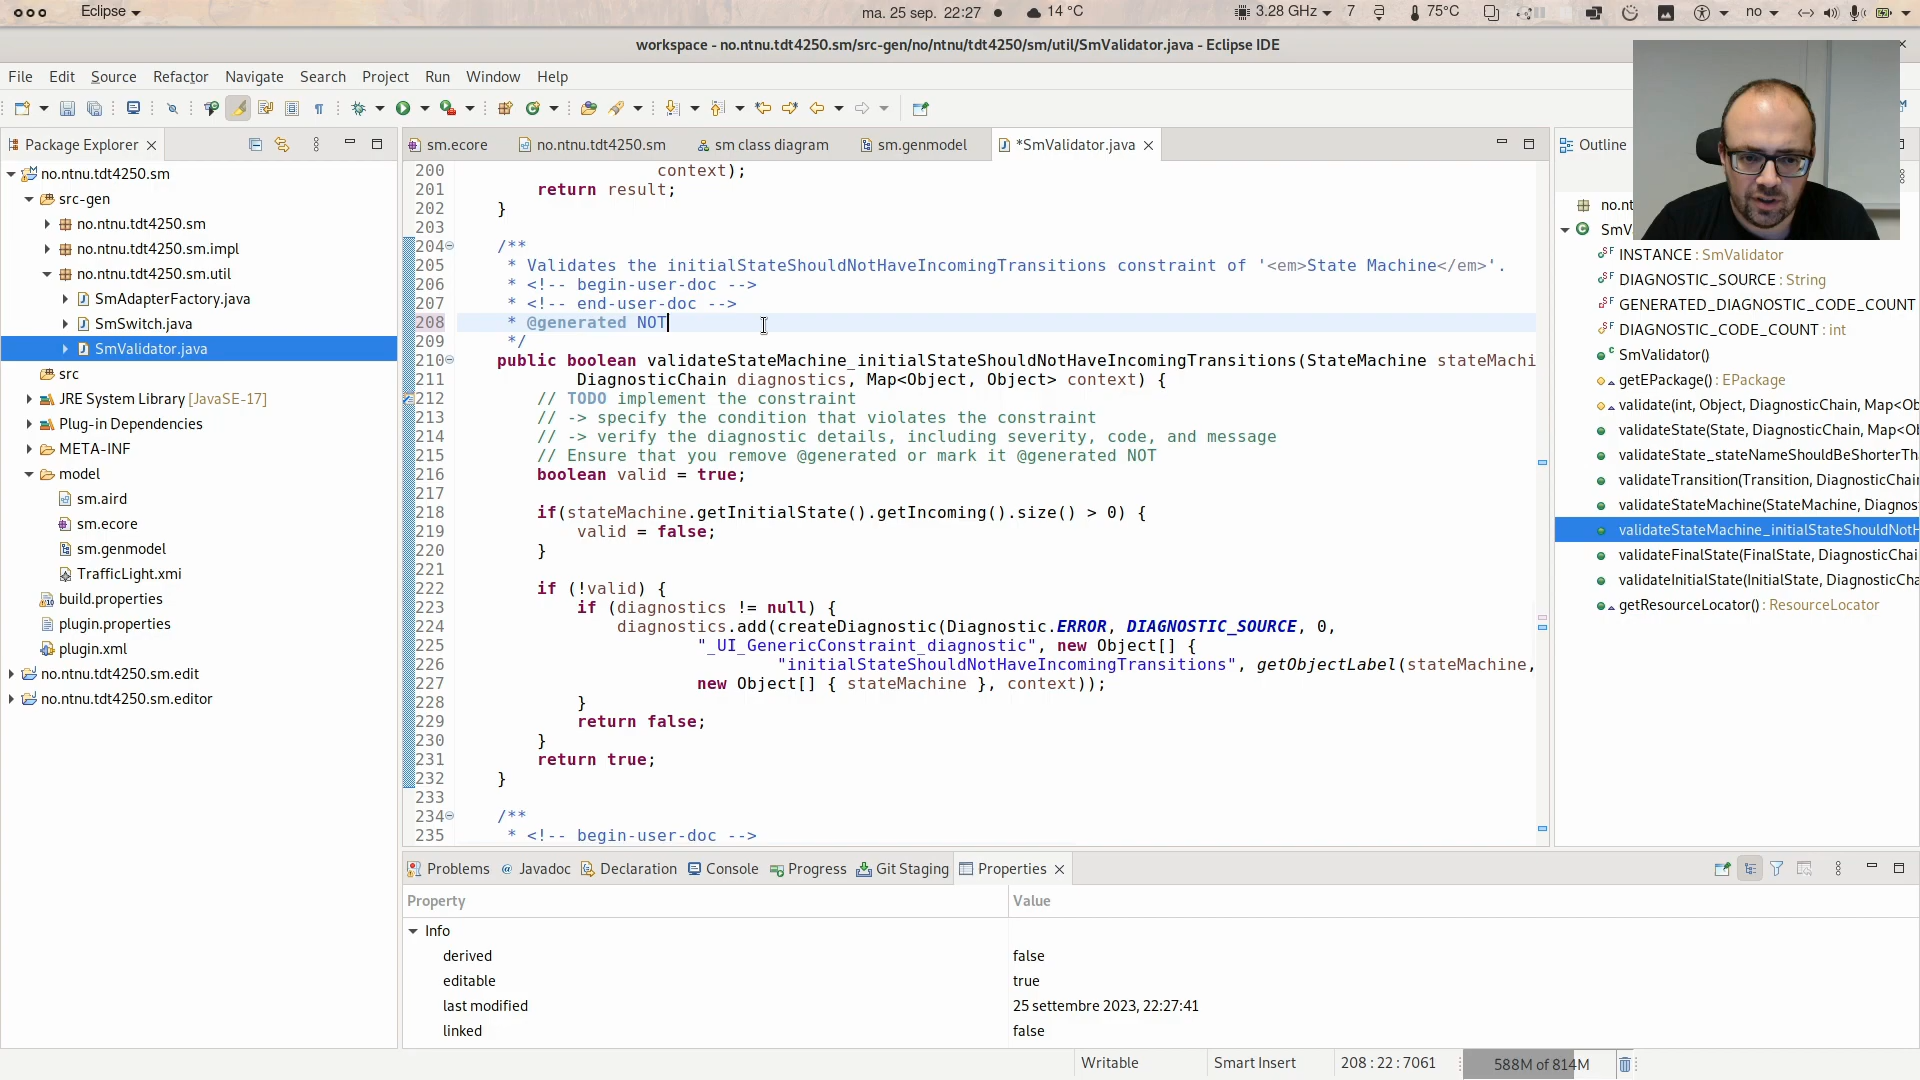 Eclipse
ma. 25 sep. 22:27
14 °C
3.28 GHz
7
75°C
no
workspace - no.ntnu.tdt4250.sm/src-gen/no/ntnu/tdt4250/sm/util/SmValidator.java - Eclipse IDE
File Edit Source Refactor Navigate Search Project Run Window Help
Package Explorer
sm.ecore
no.ntnu.tdt4250.sm
sm class diagram
sm.genmodel
*SmValidator.java
Outline
no.ntnu.tdt4250.sm
src-gen
no.ntnu.tdt4250.sm
no.ntnu.tdt4250.sm.impl
no.ntnu.tdt4250.sm.util
SmAdapterFactory.java
SmSwitch.java
SmValidator.java
src
JRE System Library [JavaSE-17]
Plug-in Dependencies
META-INF
model
sm.aird
sm.ecore
sm.genmodel
TrafficLight.xmi
build.properties
plugin.properties
plugin.xml
no.ntnu.tdt4250.sm.edit
no.ntnu.tdt4250.sm.editor
200 context);
201 return result;
202 }
203
204 /**
205 * Validates the initialStateShouldNotHaveIncomingTransitions constraint of '<em>State Machine</em>'.
206 * <!-- begin-user-doc -->
207 * <!-- end-user-doc -->
208 * @generated NOT
209 */
210 public boolean validateStateMachine_initialStateShouldNotHaveIncomingTransitions(StateMachine stateMachi
211 DiagnosticChain diagnostics, Map<Object, Object> context) {
212 // TODO implement the constraint
213 // -> specify the condition that violates the constraint
214 // -> verify the diagnostic details, including severity, code, and message
215 // Ensure that you remove @generated or mark it @generated NOT
216 boolean valid = true;
217
218 if(stateMachine.getInitialState().getIncoming().size() > 0) {
219 valid = false;
220 }
221
222 if (!valid) {
223 if (diagnostics != null) {
224 diagnostics.add(createDiagnostic(Diagnostic.ERROR, DIAGNOSTIC_SOURCE, 0,
225 "_UI_GenericConstraint_diagnostic", new Object[] {
226 "initialStateShouldNotHaveIncomingTransitions", getObjectLabel(stateMachine,
227 new Object[] { stateMachine }, context));
228 }
229 return false;
230 }
231 return true;
232 }
233
234 /**
235 * <!-- begin-user-doc -->
no.nt
SmV
INSTANCE : SmValidator
DIAGNOSTIC_SOURCE : String
GENERATED_DIAGNOSTIC_CODE_COUNT
DIAGNOSTIC_CODE_COUNT : int
SmValidator()
getEPackage() : EPackage
validate(int, Object, DiagnosticChain, Map<Ob
validateState(State, DiagnosticChain, Map<Ob
validateState_stateNameShouldBeShorterTh
validateTransition(Transition, DiagnosticChai
validateStateMachine(StateMachine, Diagnos
validateStateMachine_initialStateShouldNotH
validateFinalState(FinalState, DiagnosticChai
validateInitialState(InitialState, DiagnosticCha
getResourceLocator() : ResourceLocator
Problems
Javadoc
Declaration
Console
Progress
Git Staging
Properties
Property Value
Info
derived false
editable true
last modified 25 settembre 2023, 22:27:41
linked false
Writable
Smart Insert
208 : 22 : 7061
588M of 814M